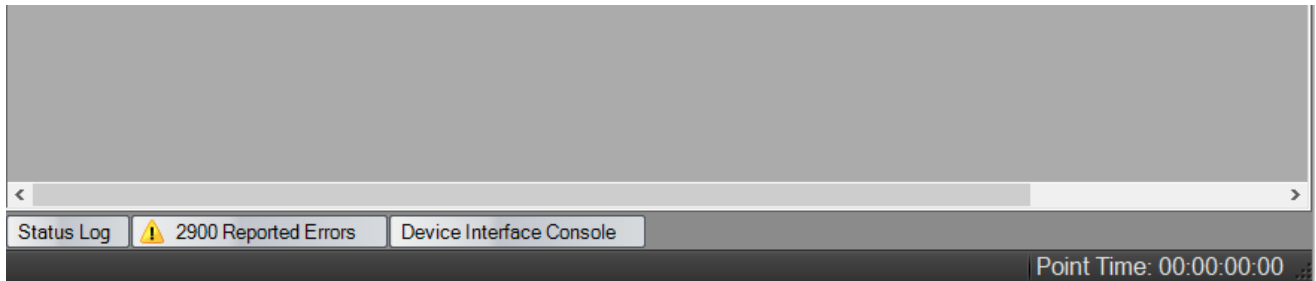 Status Log 2900 Reported Errors Device Interface Console
Point Time: 00:00:00:00